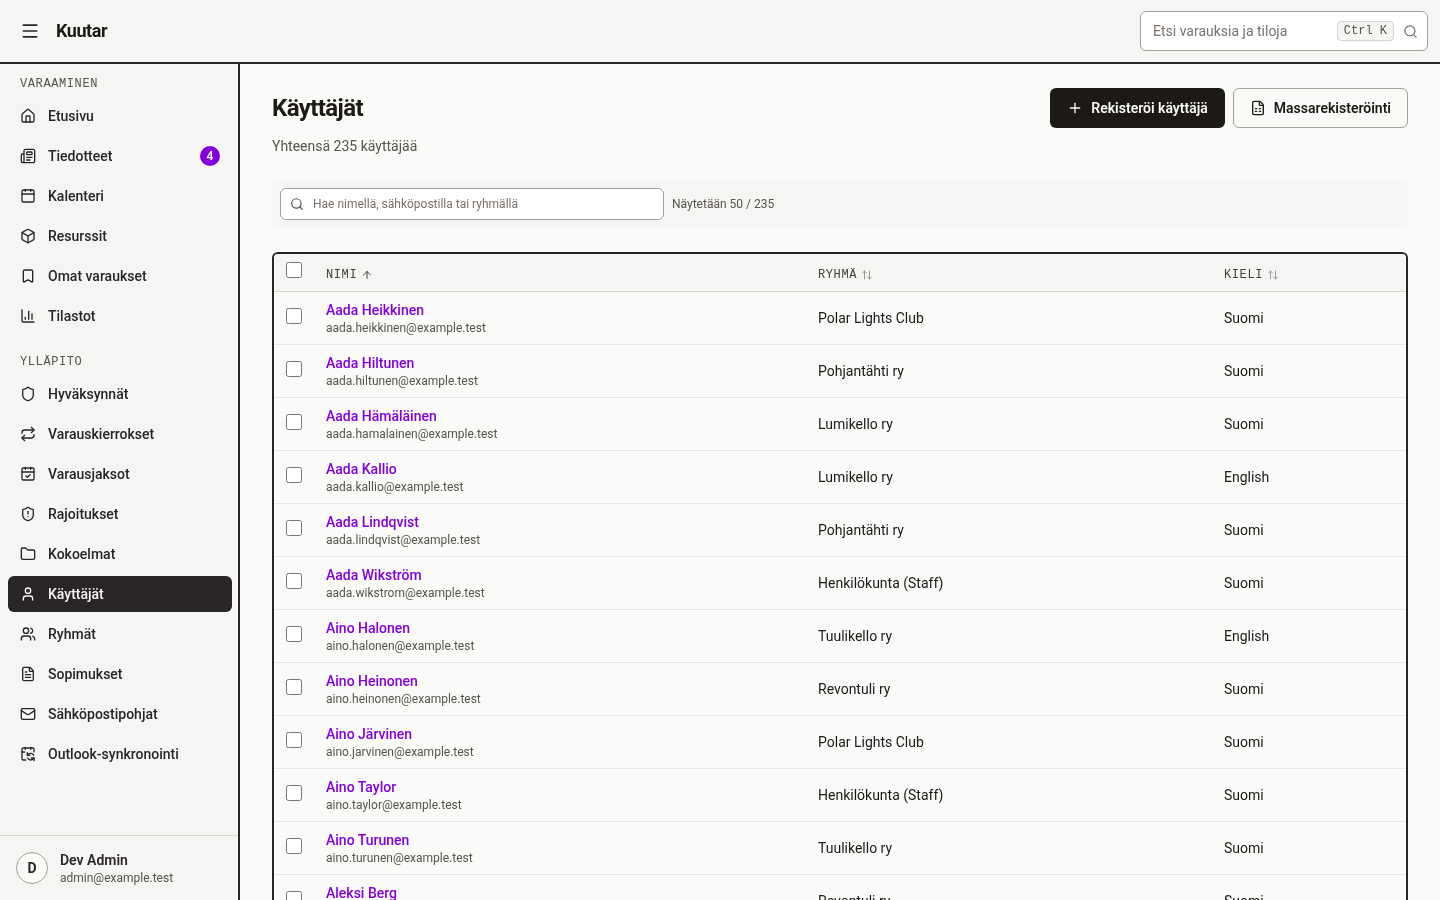 Kuutar
Etsi varauksia ja tiloja
Ctrl K
VARAAMINEN
Etusivu
Tiedotteet
4
Kalenteri
Resurssit
Omat varaukset
Tilastot
YLLÄPITO
Hyväksynnät
Varauskierrokset
Varausjaksot
Rajoitukset
Kokoelmat
Käyttäjät
Ryhmät
Sopimukset
Sähköpostipohjat
Outlook-synkronointi
D
Dev Admin
admin@example.test
Käyttäjät
Yhteensä 235 käyttäjää
Rekisteröi käyttäjä
Massarekisteröinti
Hae nimellä, sähköpostilla tai ryhmällä
Näytetään 50 / 235
NIMI RYHMÄ KIELI
Aada Heikkinen
aada.heikkinen@example.test
Polar Lights Club
Suomi
Aada Hiltunen
aada.hiltunen@example.test
Pohjantähti ry
Suomi
Aada Hämäläinen
aada.hamalainen@example.test
Lumikello ry
Suomi
Aada Kallio
aada.kallio@example.test
Lumikello ry
English
Aada Lindqvist
aada.lindqvist@example.test
Pohjantähti ry
Suomi
Aada Wikström
aada.wikstrom@example.test
Henkilökunta (Staff)
Suomi
Aino Halonen
aino.halonen@example.test
Tuulikello ry
English
Aino Heinonen
aino.heinonen@example.test
Revontuli ry
Suomi
Aino Järvinen
aino.jarvinen@example.test
Polar Lights Club
Suomi
Aino Taylor
aino.taylor@example.test
Henkilökunta (Staff)
Suomi
Aino Turunen
aino.turunen@example.test
Tuulikello ry
Suomi
Aleksi Berg